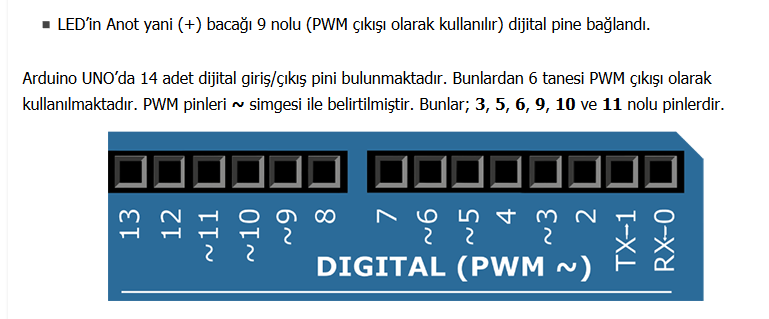 ▪ LED’in Anot yani (+) bacağı 9 nolu (PWM çıkışı olarak kullanılır) dijital pine bağlandı.
Arduino UNO’da 14 adet dijital giriş/çıkış pini bulunmaktadır. Bunlardan 6 tanesi PWM çıkışı olarak
kullanılmaktadır. PWM pinleri ~ simgesi ile belirtilmiştir. Bunlar; 3, 5, 6, 9, 10 ve 11 nolu pinlerdir.
13 12 ~11 ~10 ~9 8 7 ~6 ~5 4 ~3 2 TX→1 RX←0
DIGITAL (PWM ~)